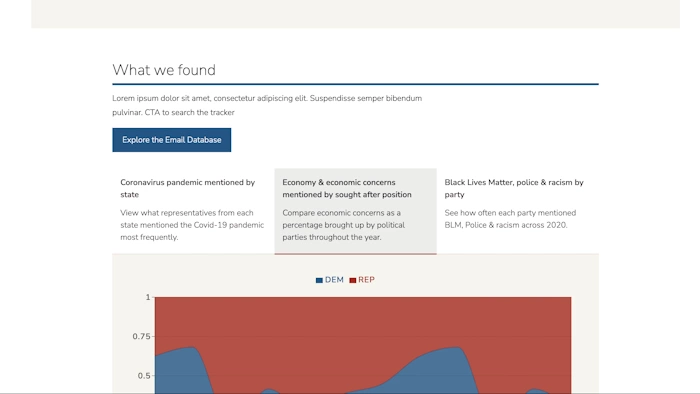 What we found
Lorem ipsum dolor sit amet, consectetur adipiscing elit. Suspendisse semper bibendum
pulvinar. CTA to search the tracker
Explore the Email Database
Coronavirus pandemic mentioned by
state
View what representatives from each
state mentioned the Covid-19 pandemic
most frequently.
Economy & economic concerns
mentioned by sought after position
Compare economic concerns as a
percentage brought up by political
parties throughout the year.
Black Lives Matter, police & racism by
party
See how often each party mentioned
BLM, Police & racism across 2020.
DEM REP
1
0.75
0.5